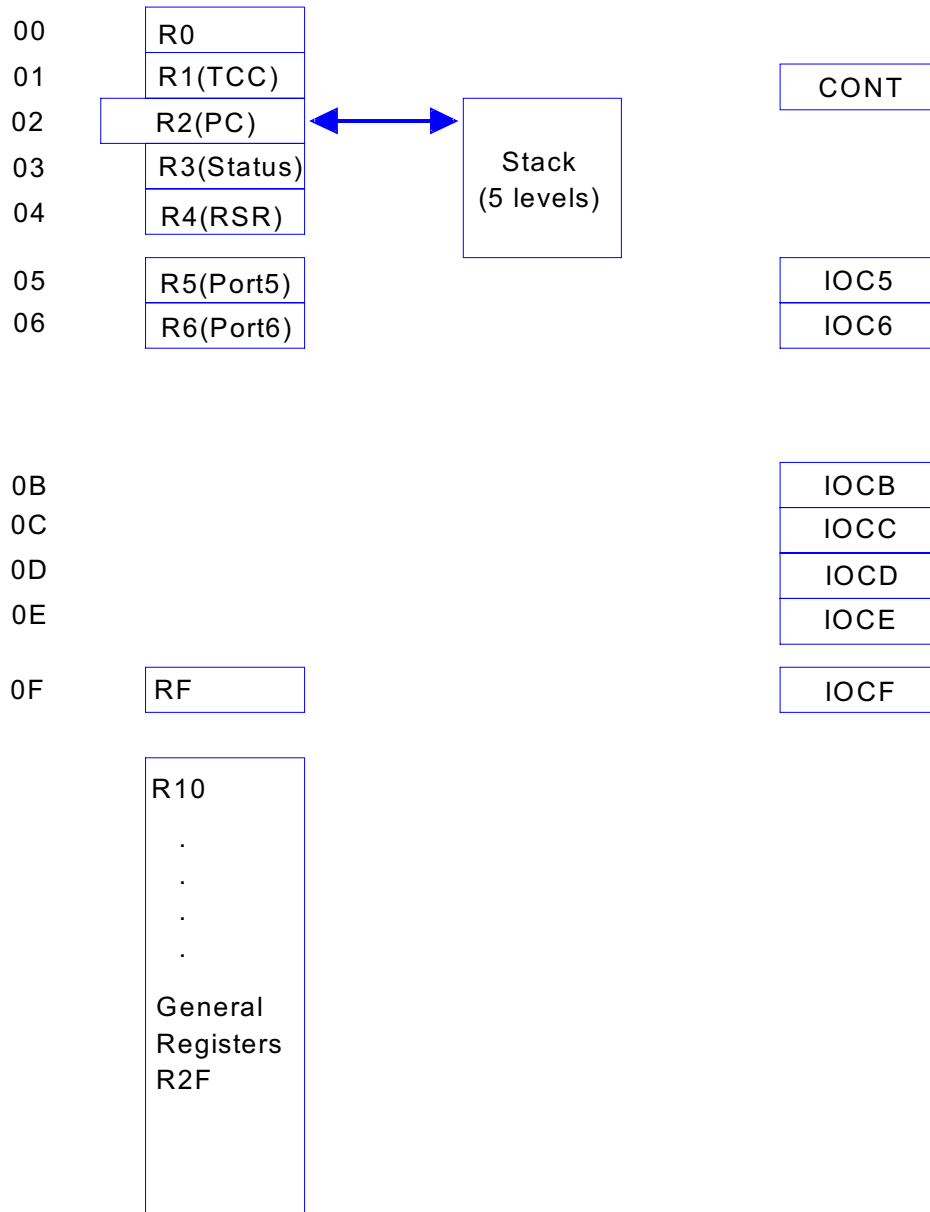 00 R0
01 R1(TCC) CONT
02 R2(PC)
03 R3(Status) Stack
(5 levels)
04 R4(RSR)
05 R5(Port5) IOC5
06 R6(Port6) IOC6
0B IOCB
0C IOCC
0D IOCD
0E IOCE
0F RF IOCF
R10
.
.
.
.
General
Registers
R2F